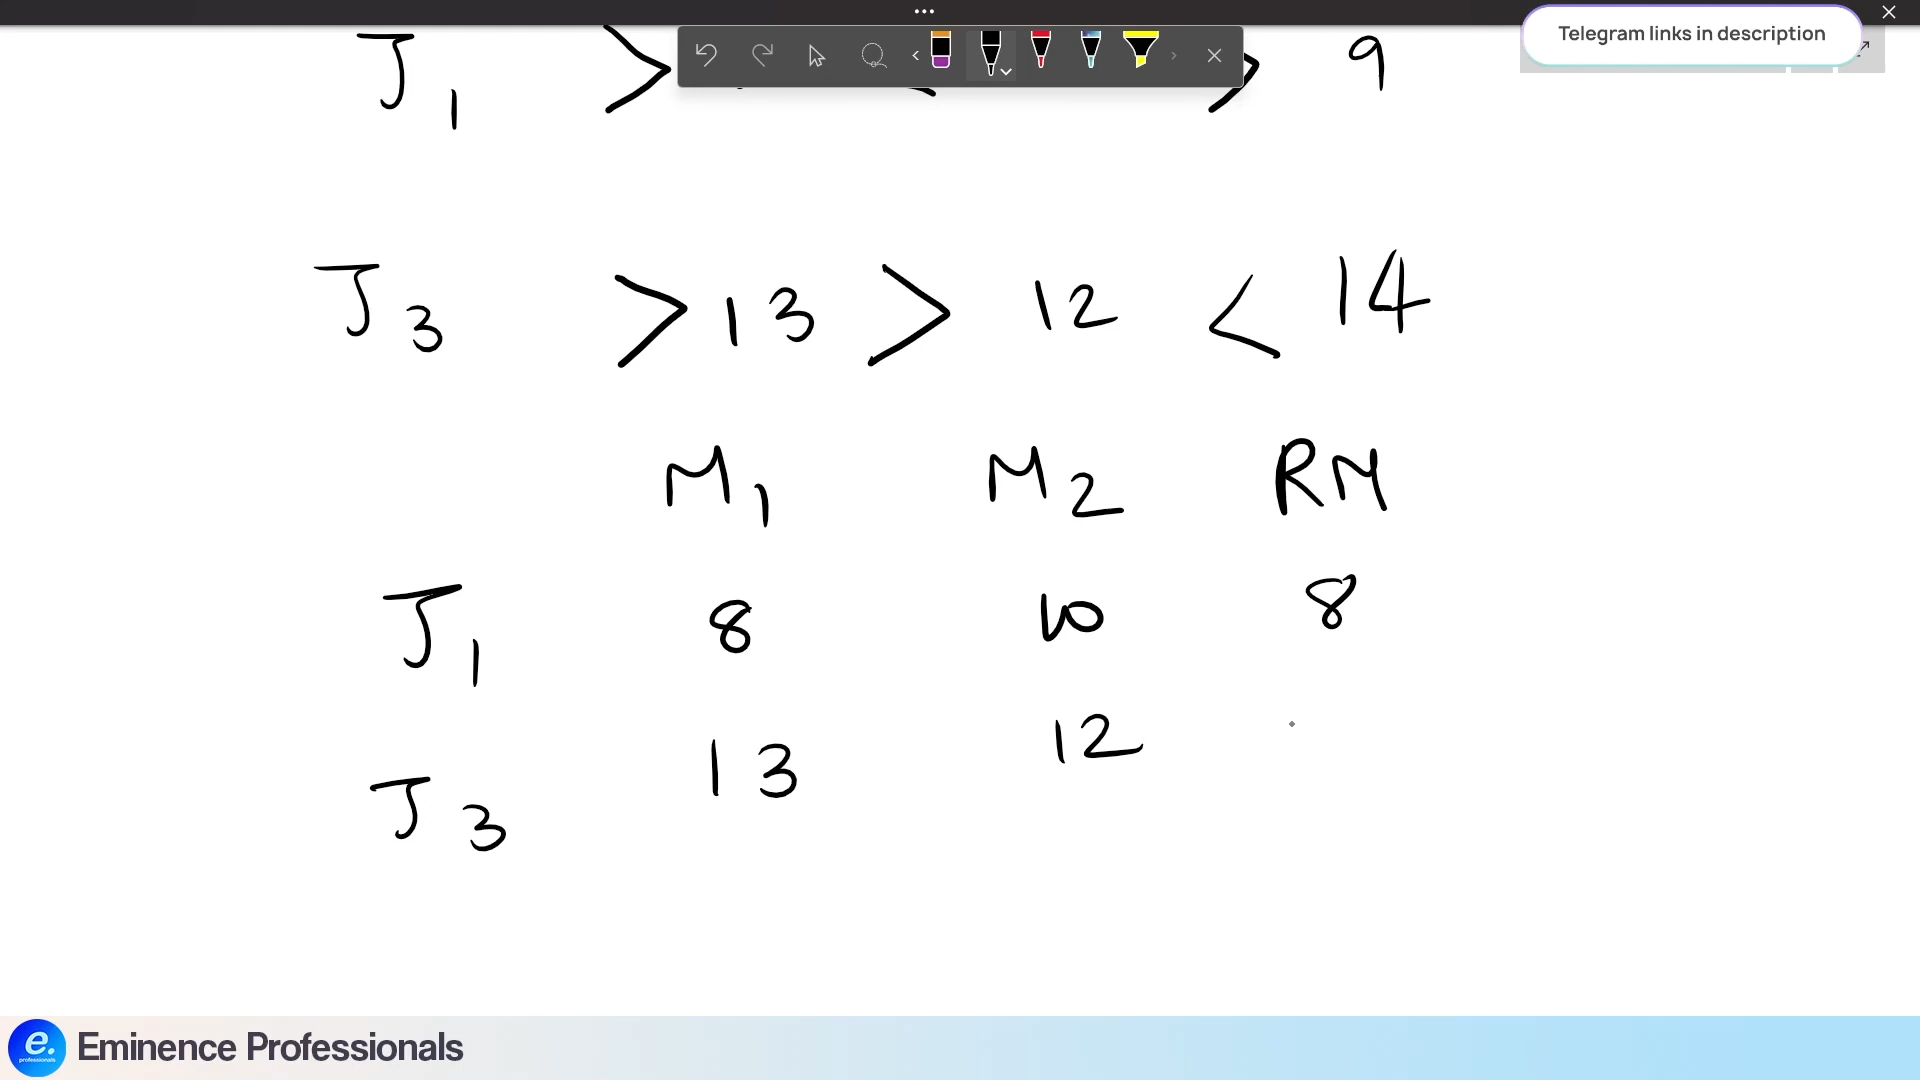 Telegram links in description
J1 > > 9
J3 > 13 > 12 < 14
M1 M2 RM
J1 8 10 8
J3 13 12
e.
professionals
Eminence Professionals